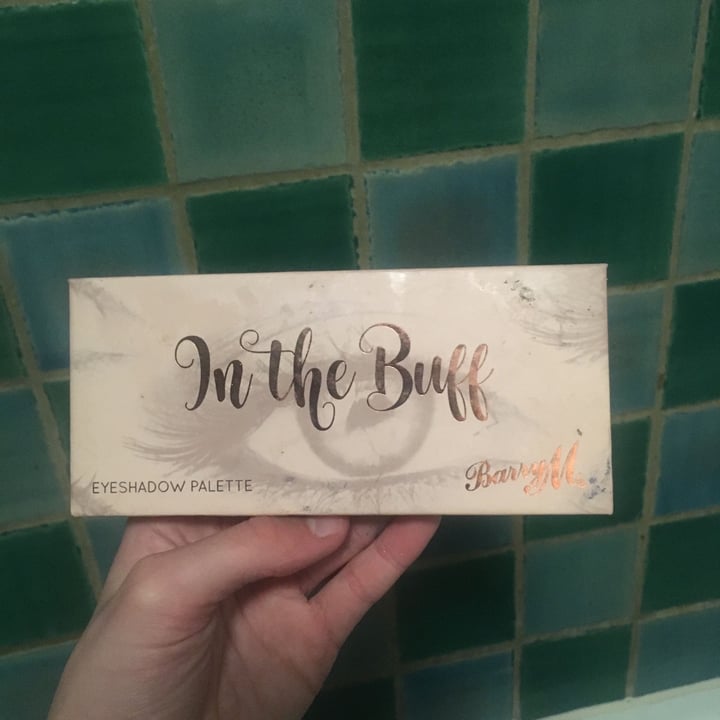 In the Buff
EYESHADOW PALETTE
Barry M